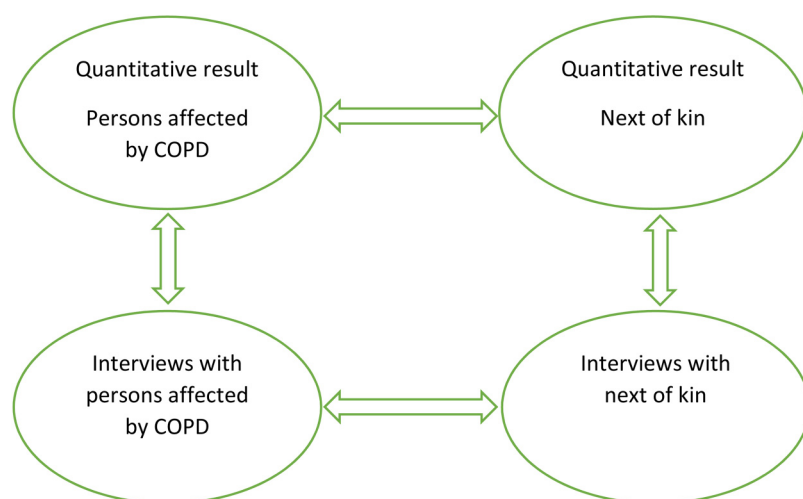 Quantitative result
Persons affected
by COPD
Quantitative result
Next of kin
Interviews with
persons affected
by COPD
Interviews with
next of kin